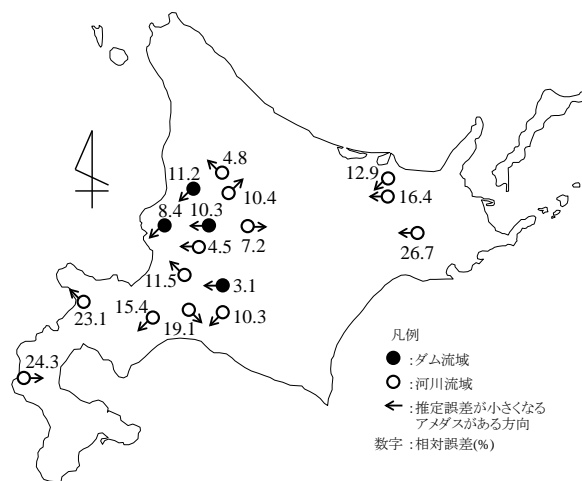 4.8
11.2
12.9
10.4
16.4
8.4
10.3
7.2
26.7
4.5
11.5
3.1
23.1
15.4
19.1
10.3
24.3
凡例
:ダム流域
:河川流域
:推定誤差が小さくなる
アメダスがある方向
数字 :相対誤差(%)